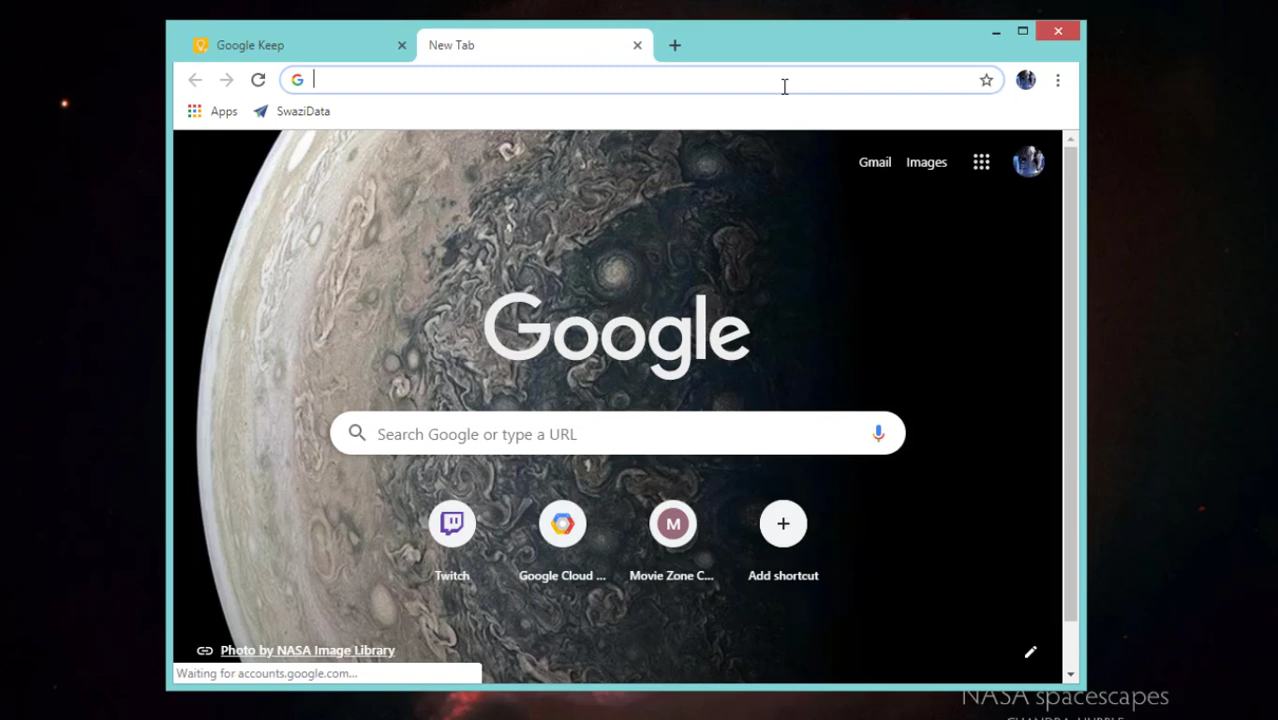 Google Keep
New Tab
Apps
SwaziData
Gmail
Images
Google
Search Google or type a URL
M
Twitch
Google Cloud ...
Movie Zone C...
Add shortcut
Photo by NASA Image Library
Waiting for accounts.google.com...
NASA spacescapes